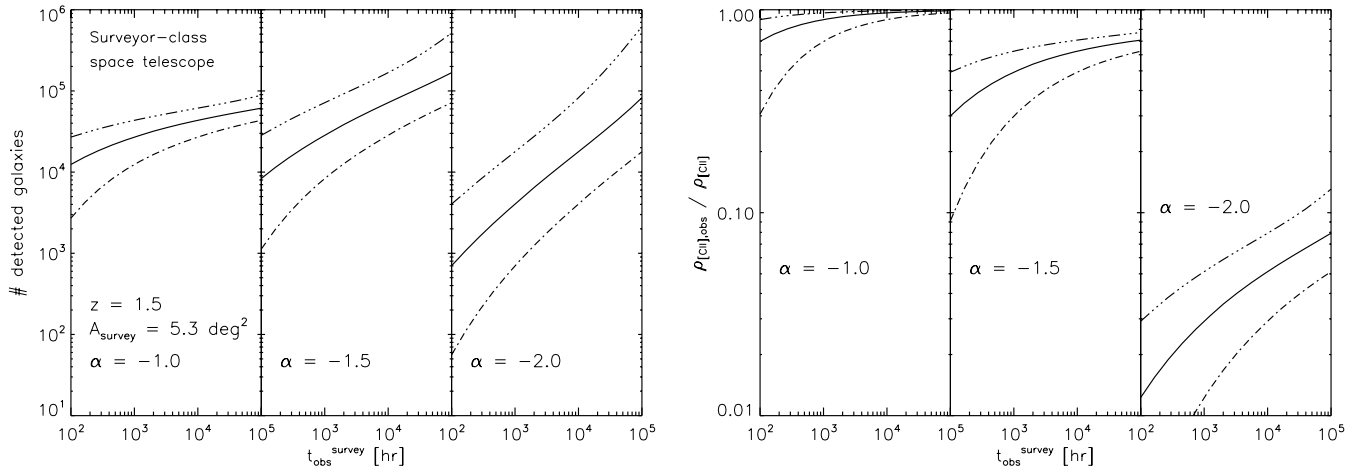 10⁶
10⁵
10⁴
10³
10²
10¹
# detected galaxies
Surveyor-class
space telescope
z = 1.5
A_survey = 5.3 deg²
α = −1.0
α = −1.5
α = −2.0
10² 10³ 10⁴ 10⁵ 10³ 10⁴ 10² 10³ 10⁴ 10⁵
t_obs^survey [hr]
1.00
0.10
0.01
ρ_[CII],obs / ρ_[CII]
α = −1.0
α = −1.5
α = −2.0
10² 10³ 10⁴ 10⁵ 10³ 10⁴ 10² 10³ 10⁴ 10⁵
t_obs^survey [hr]